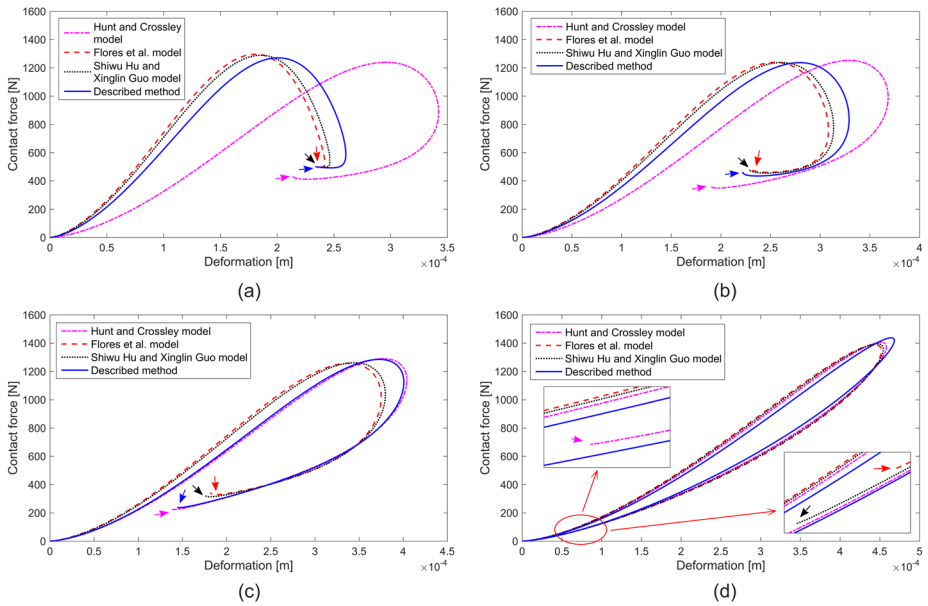 1600
1400
1200
1000
800
600
400
200
0
Contact force [N]
Hunt and Crossley
model
Flores et al. model
Shiwu Hu and
Xinglin Guo model
Described method
0 0.5 1 1.5 2 2.5 3 3.5
Deformation [m]
×10⁻⁴
(a)
1600
1400
1200
1000
800
600
400
200
0
Contact force [N]
Hunt and Crossley model
Flores et al. model
Shiwu Hu and Xinglin Guo model
Described method
0 0.5 1 1.5 2 2.5 3 3.5 4
Deformation [m]
×10⁻⁴
(b)
1600
1400
1200
1000
800
600
400
200
0
Contact force [N]
Hunt and Crossley model
Flores et al. model
Shiwu Hu and Xinglin Guo model
Described method
0 0.5 1 1.5 2 2.5 3 3.5 4 4.5
Deformation [m]
×10⁻⁴
(c)
1600
1400
1200
1000
800
600
400
200
0
Contact force [N]
Hunt and Crossley model
Flores et al. model
Shiwu Hu and Xinglin Guo model
Described method
0 0.5 1 1.5 2 2.5 3 3.5 4 4.5 5
Deformation [m]
×10⁻⁴
(d)